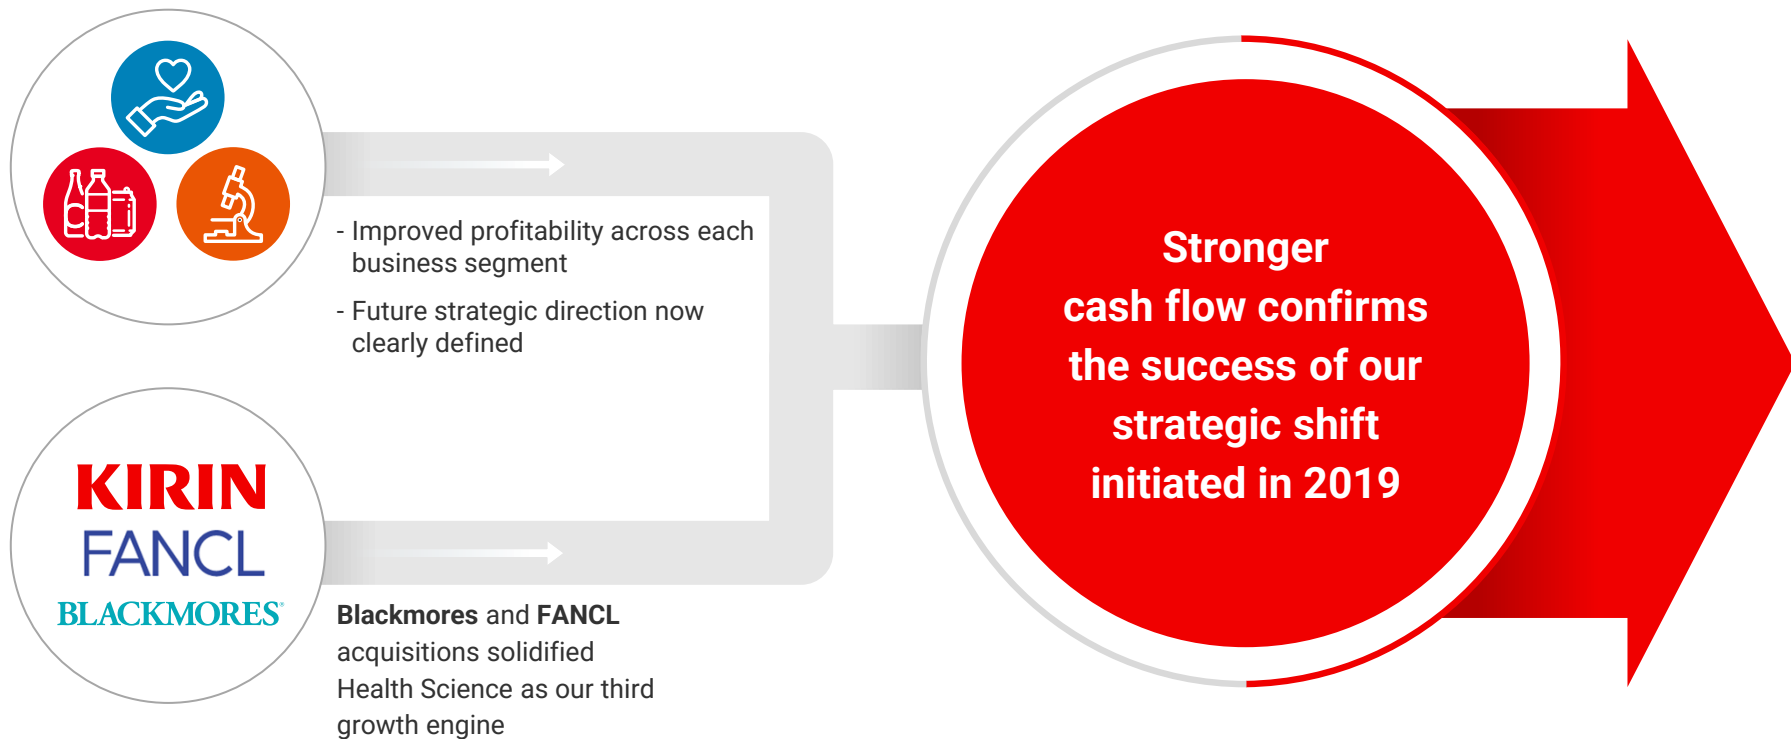 - Improved profitability across each
business segment
- Future strategic direction now
clearly defined
KIRIN
FANCL
BLACKMORES®
Blackmores and FANCL
acquisitions solidified
Health Science as our third
growth engine
Stronger
cash flow confirms
the success of our
strategic shift
initiated in 2019